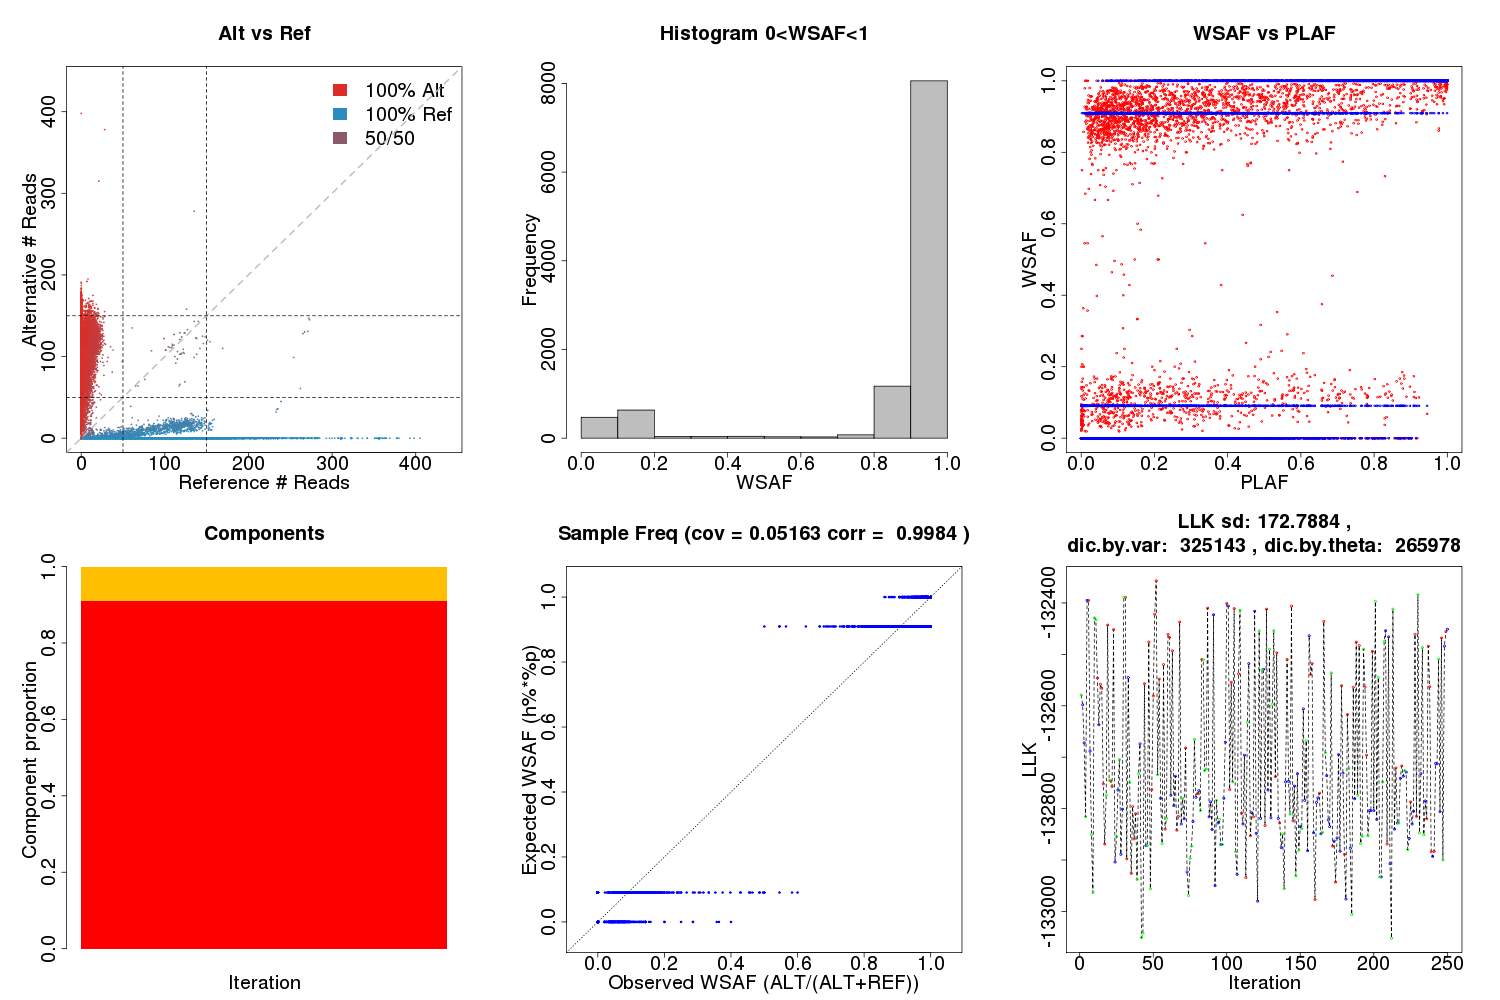 Alt vs Ref
100% Alt
100% Ref
50/50
Alternative # Reads
0 100 200 300 400
0 100 200 300 400
Reference # Reads
Histogram 0<WSAF<1
Frequency
0 2000 4000 6000 8000
0.0 0.2 0.4 0.6 0.8 1.0
WSAF
WSAF vs PLAF
WSAF
0.0 0.2 0.4 0.6 0.8 1.0
0.0 0.2 0.4 0.6 0.8 1.0
PLAF
Components
Component proportion
0.0 0.2 0.4 0.6 0.8 1.0
Iteration
Sample Freq (cov = 0.05163 corr = 0.9984 )
Expected WSAF (h%*%p)
0.0 0.2 0.4 0.6 0.8 1.0
0.0 0.2 0.4 0.6 0.8 1.0
Observed WSAF (ALT/(ALT+REF))
LLK sd: 172.7884 ,
dic.by.var: 325143 , dic.by.theta: 265978
LLK
-133000 -132800 -132600 -132400
0 50 100 150 200 250
Iteration